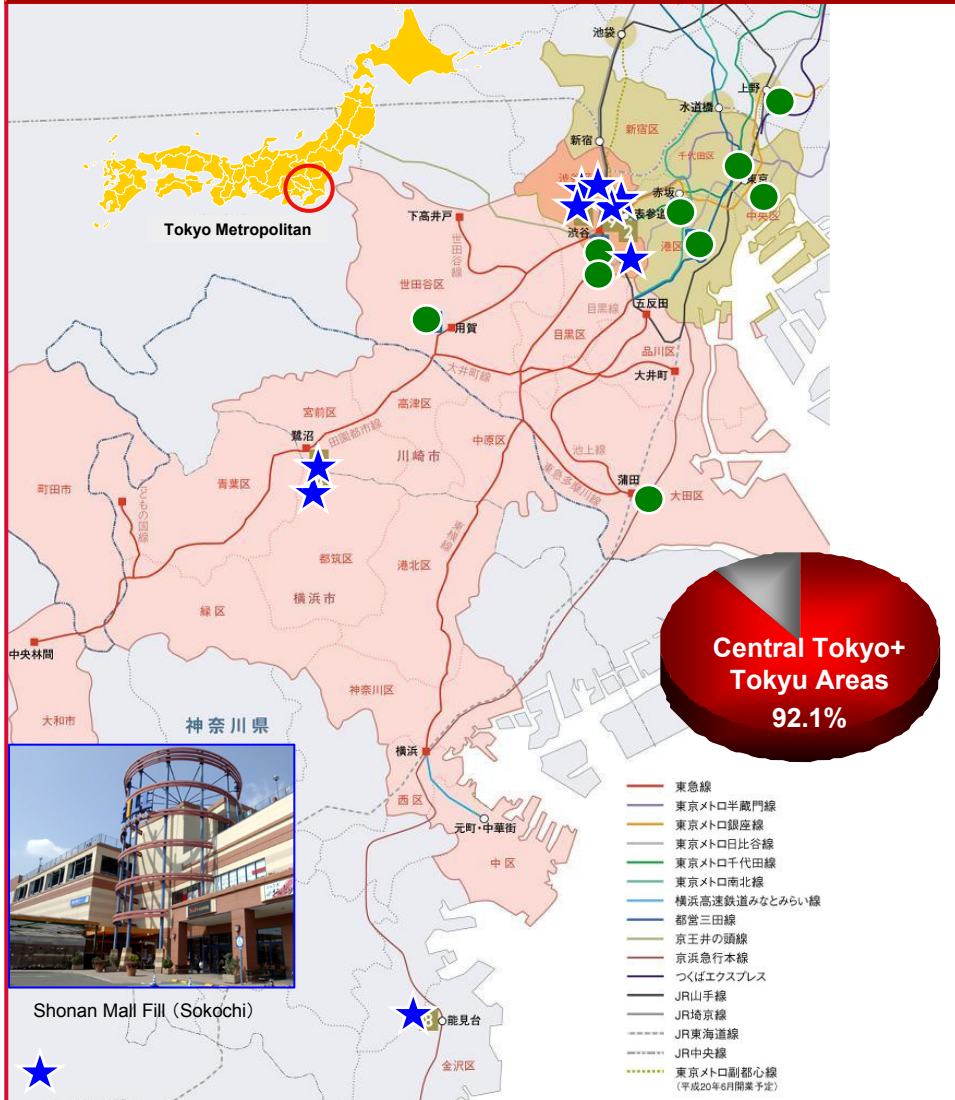 池袋
上野
水道橋
新宿
新宿区
千代田区
東京
渋谷
赤坂
表参道
中央区
2
港区
Tokyo Metropolitan
下高井戸
世田谷線
世田谷区
用賀
目黒線
目黒区
五反田
品川区
大井町線
大井町
宮前区
高津区
鷺沼
田園都市線
中原区
川崎市
池上線
東急多摩川線
蒲田
大田区
町田市
こどもの国線
青葉区
都筑区
港北区
東横線
横浜市
緑区
中央林間
神奈川区
大和市
神奈川県
横浜
西区
元町・中華街
中区
Central Tokyo+
Tokyu Areas
92.1%
Shonan Mall Fill (Sokochi)
8
能見台
金沢区
東急線
東京メトロ半蔵門線
東京メトロ銀座線
東京メトロ日比谷線
東京メトロ千代田線
東京メトロ南北線
横浜高速鉄道みなとみらい線
都営三田線
京王井の頭線
京浜急行本線
つくばエクスプレス
JR山手線
JR埼京線
JR東海道線
JR中央線
東京メトロ副都心線
(平成20年6月開業予定)